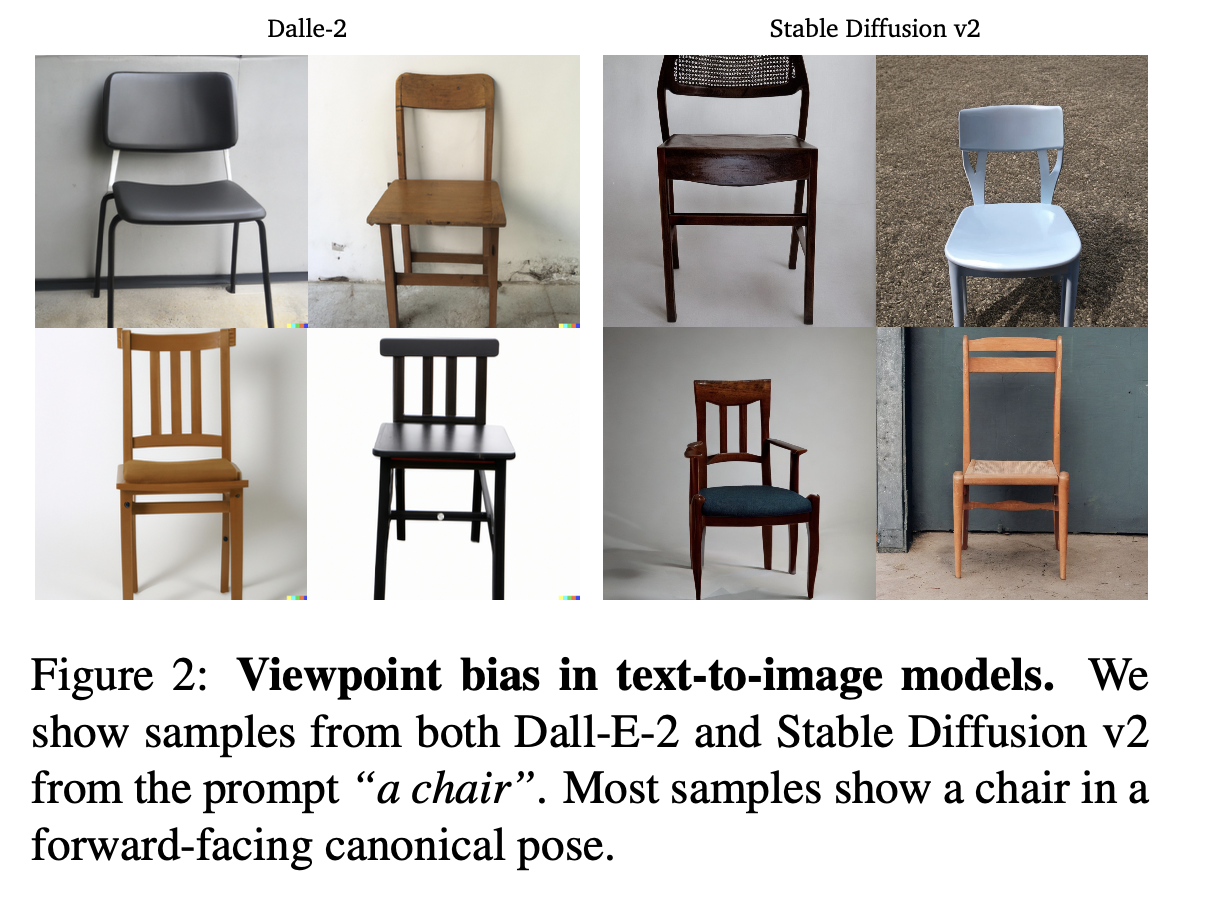 Dalle-2
Stable Diffusion v2
Figure 2: Viewpoint bias in text-to-image models. We
show samples from both Dall-E-2 and Stable Diffusion v2
from the prompt “a chair”. Most samples show a chair in a
forward-facing canonical pose.